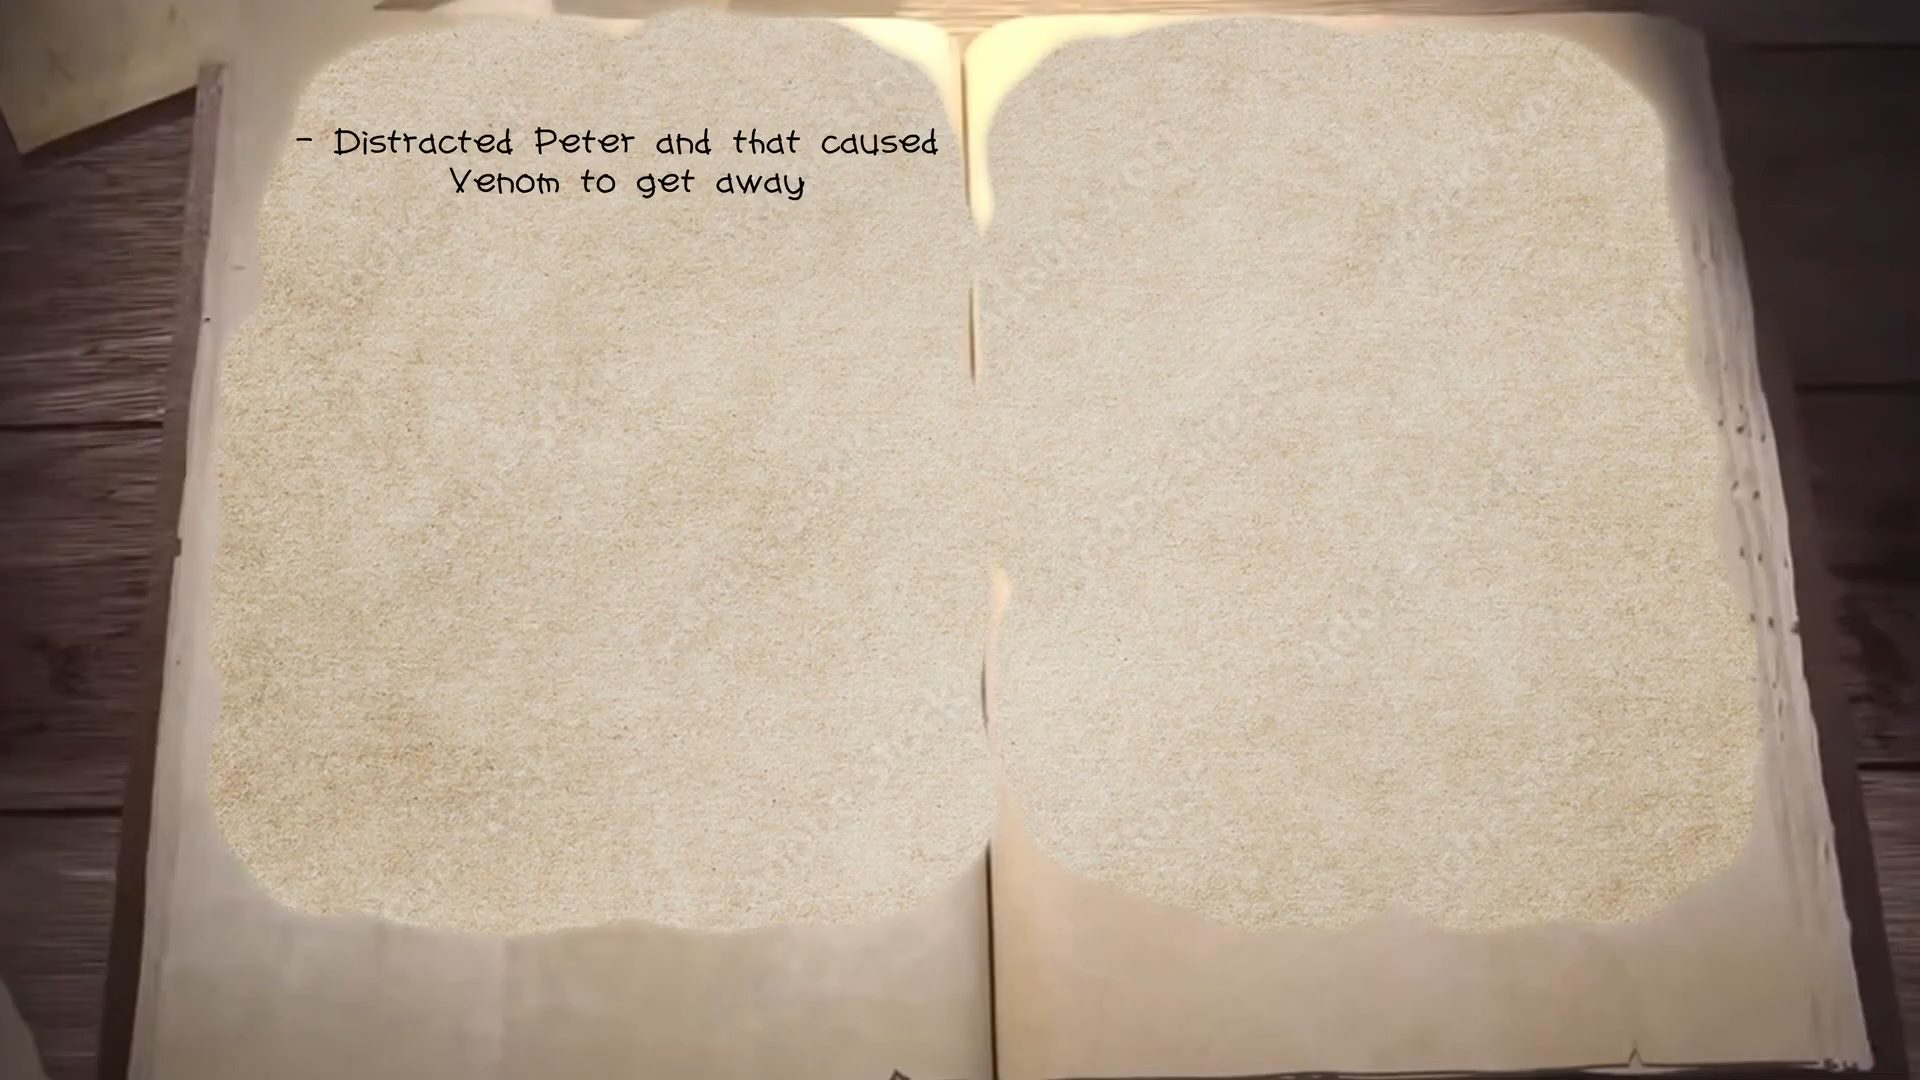 - Distracted Peter and that caused
Venom to get away